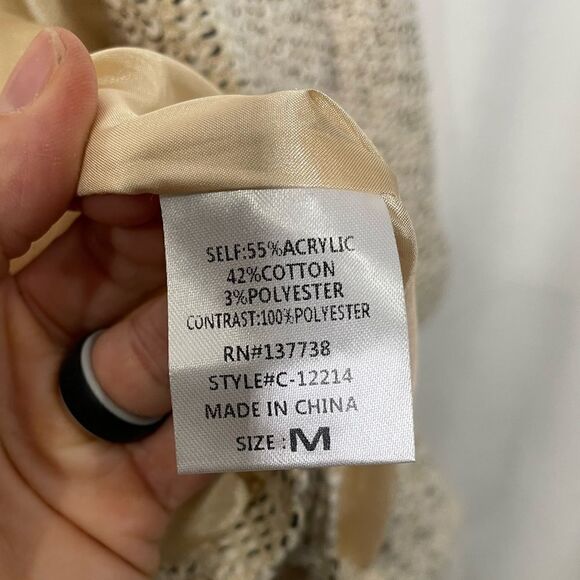 SELF:55%ACRYLIC
42%COTTON
3%POLYESTER
CONTRAST:100%POLYESTER
RN#137738
STYLE#C-12214
MADE IN CHINA
SIZE:M